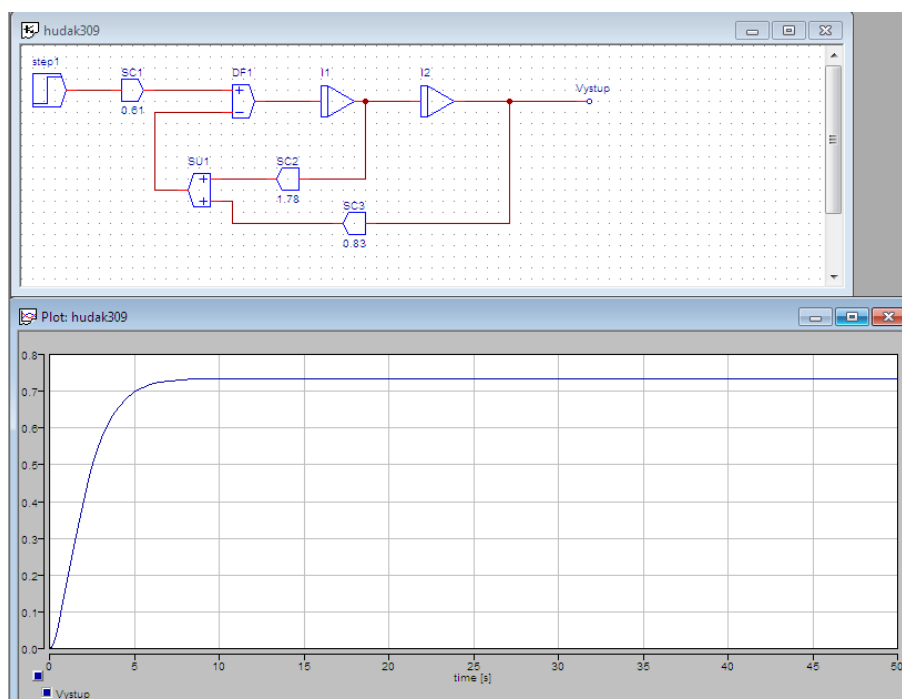 hudak309
step1
SC1
DF1
I1
I2
Vystup
+
−
0.61
SU1
SC2
+
+
1.78
SC3
0.83
Plot: hudak309
0.8
0.7
0.6
0.5
0.4
0.3
0.2
0.1
0.0
0 5 10 15 20 25 30 35 40 45 50
time [s]
Vystup